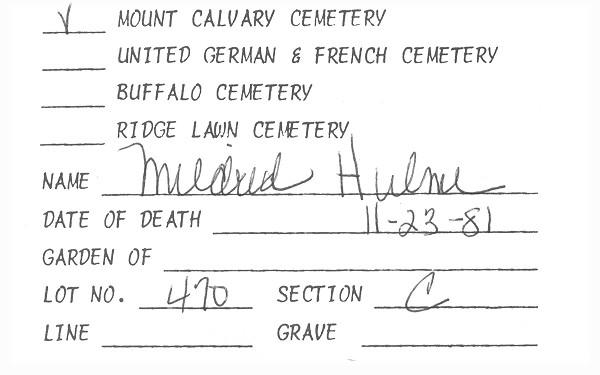 √ MOUNT CALVARY CEMETERY
UNITED GERMAN & FRENCH CEMETERY
BUFFALO CEMETERY
RIDGE LAWN CEMETERY
NAME Mildred Hulme
DATE OF DEATH 11-23-81
GARDEN OF
LOT NO. 470 SECTION C
LINE GRAVE